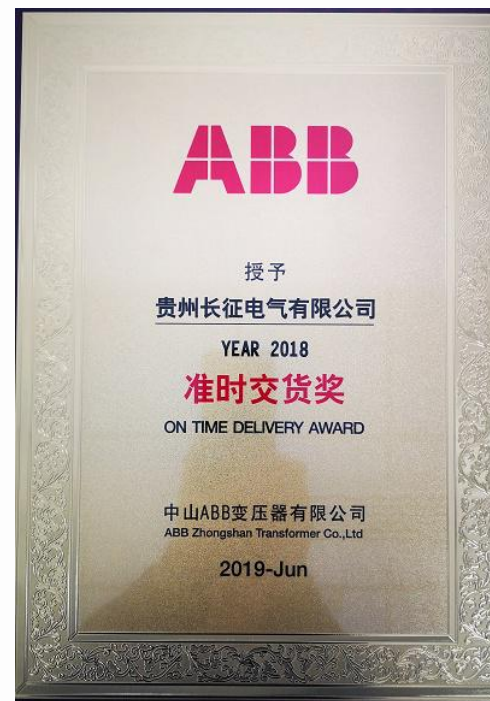 ABB
授予
贵州长征电气有限公司
YEAR 2018
准时交货奖
ON TIME DELIVERY AWARD
中山ABB变压器有限公司
ABB Zhongshan Transformer Co.,Ltd
2019-Jun